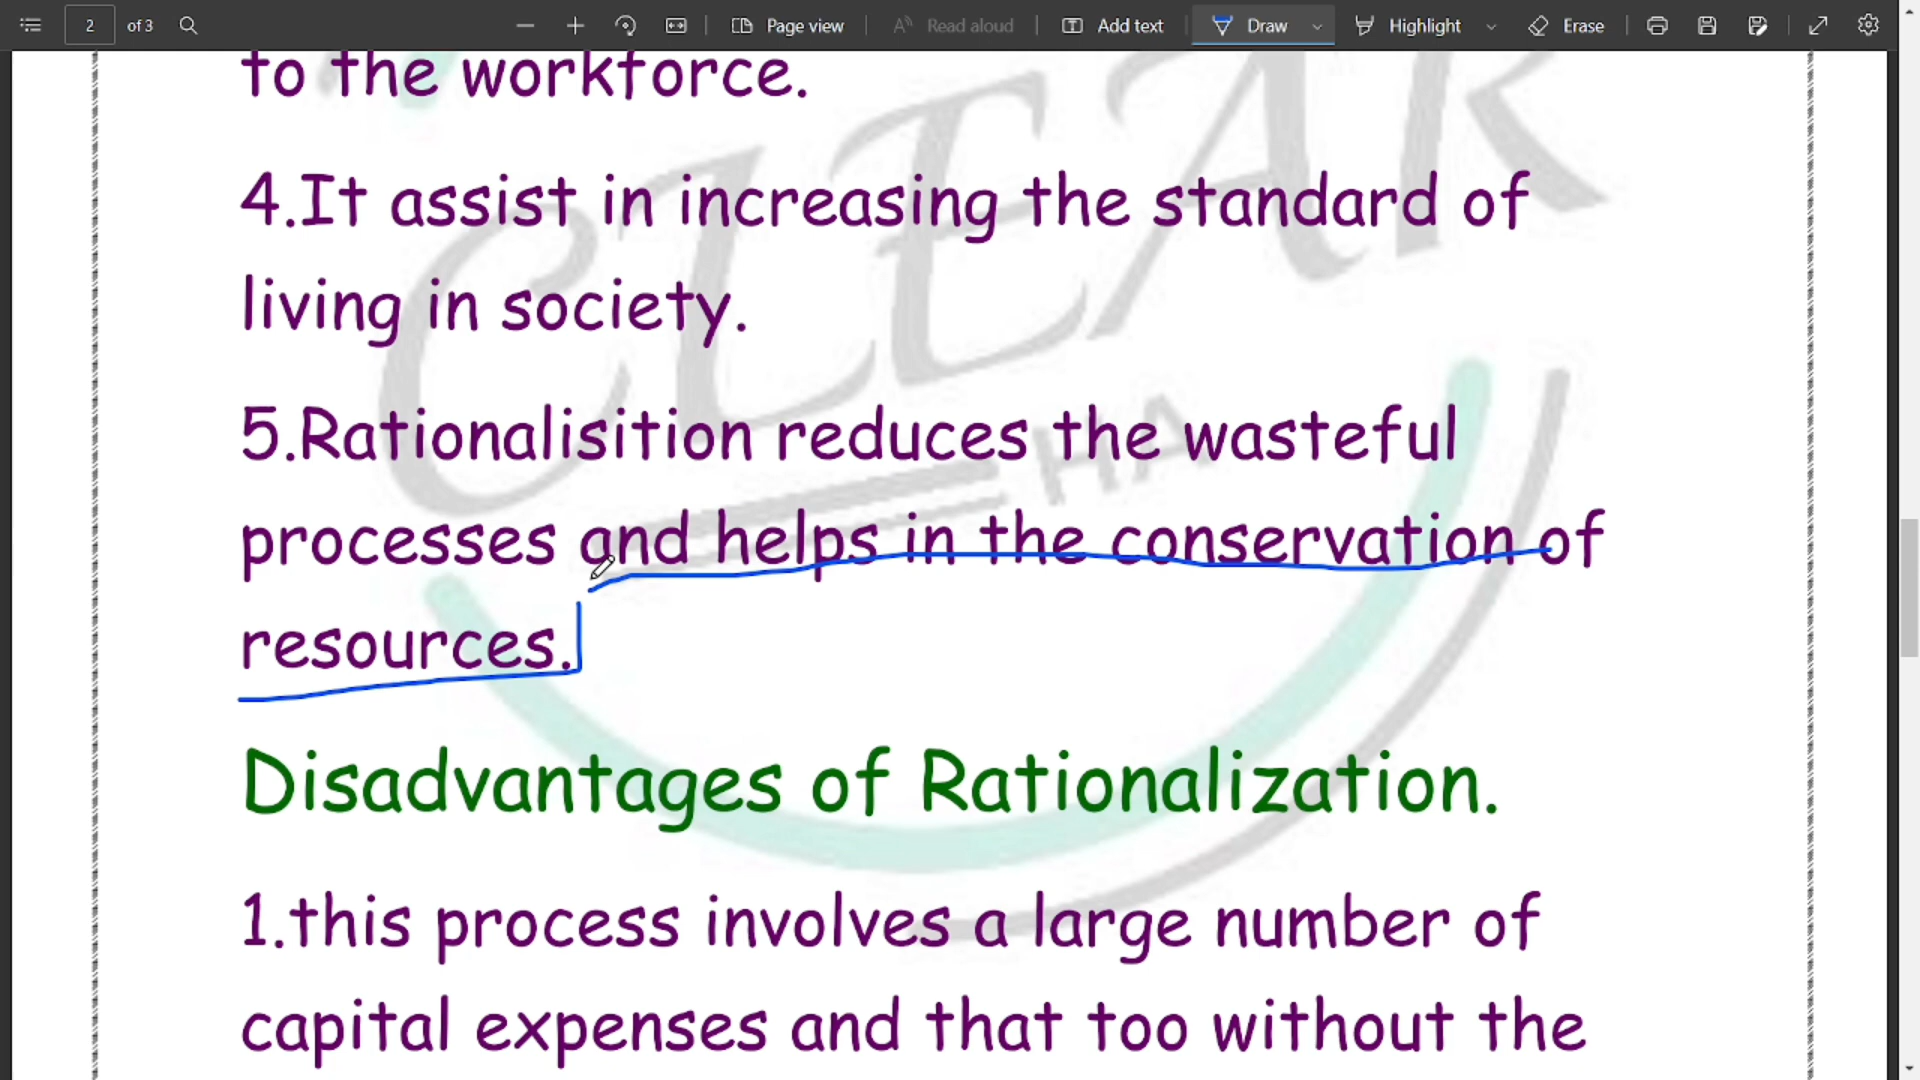 2 of 3 Page view Read aloud Add text Draw Highlight Erase
to the workforce.
4.It assist in increasing the standard of
living in society.
5.Rationalisition reduces the wasteful
processes and helps in the conservation of
resources.
Disadvantages of Rationalization.
1.this process involves a large number of
capital expenses and that too without the
CLEAR